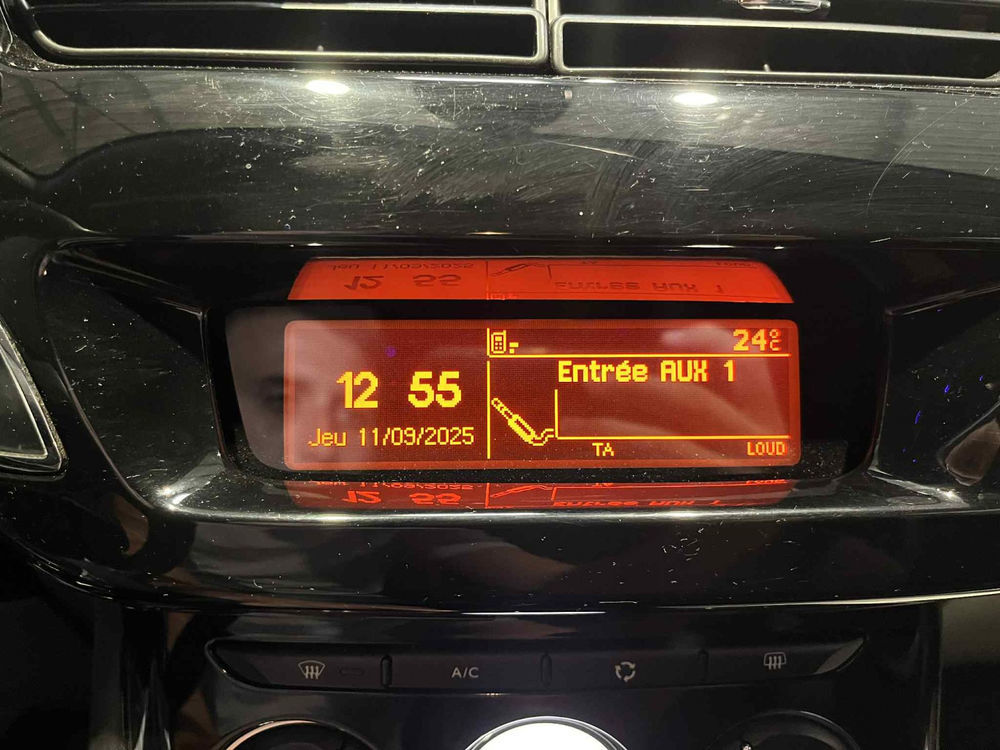 24°C
12 55
Entrée AUX 1
Jeu 11/09/2025
TA
LOUD
A/C